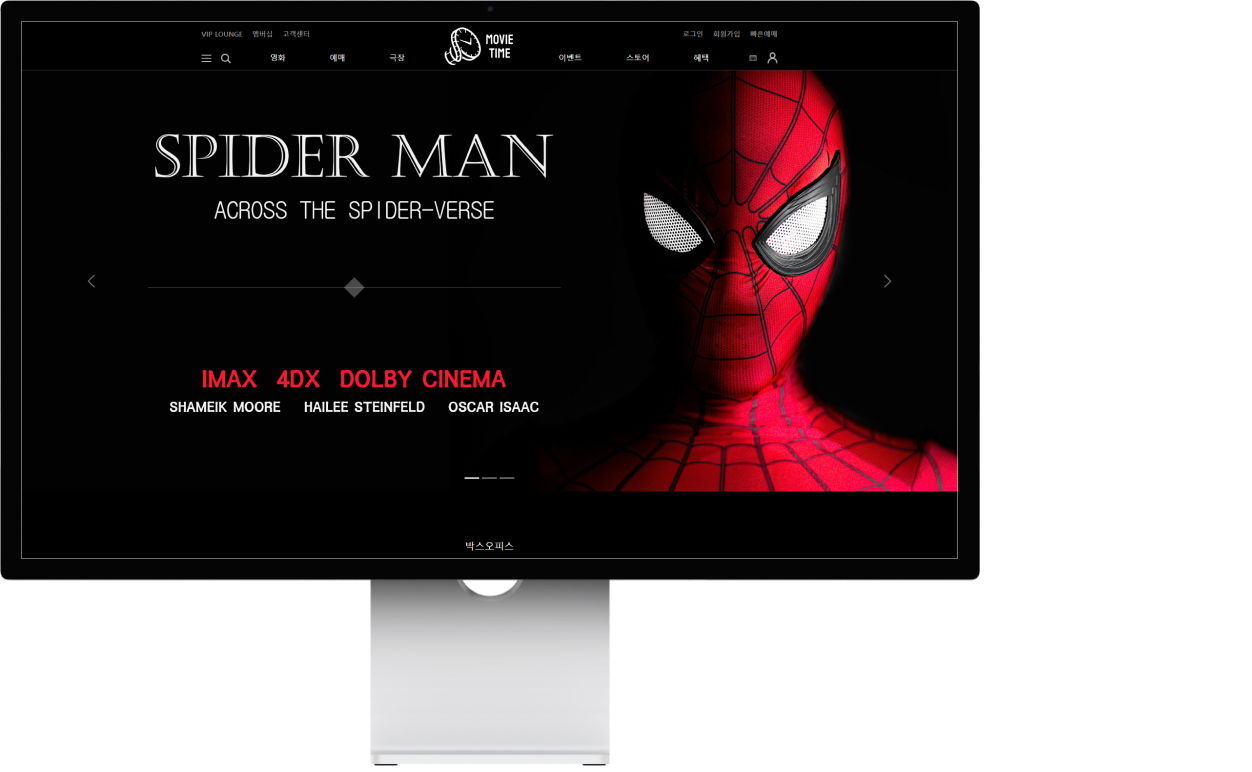 VIP LOUNGE 멤버십 고객센터
로그인 회원가입 빠른예매
MOVIE
TIME
영화 예매 극장 이벤트 스토어 혜택
SPIDER MAN
ACROSS THE SPIDER-VERSE
IMAX 4DX DOLBY CINEMA
SHAMEIK MOORE HAILEE STEINFELD OSCAR ISAAC
박스오피스